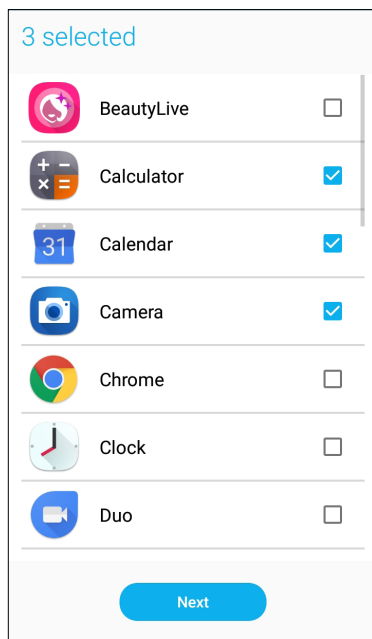 3 selected
BeautyLive
Calculator
31
Calendar
Camera
Chrome
Clock
Duo
Next